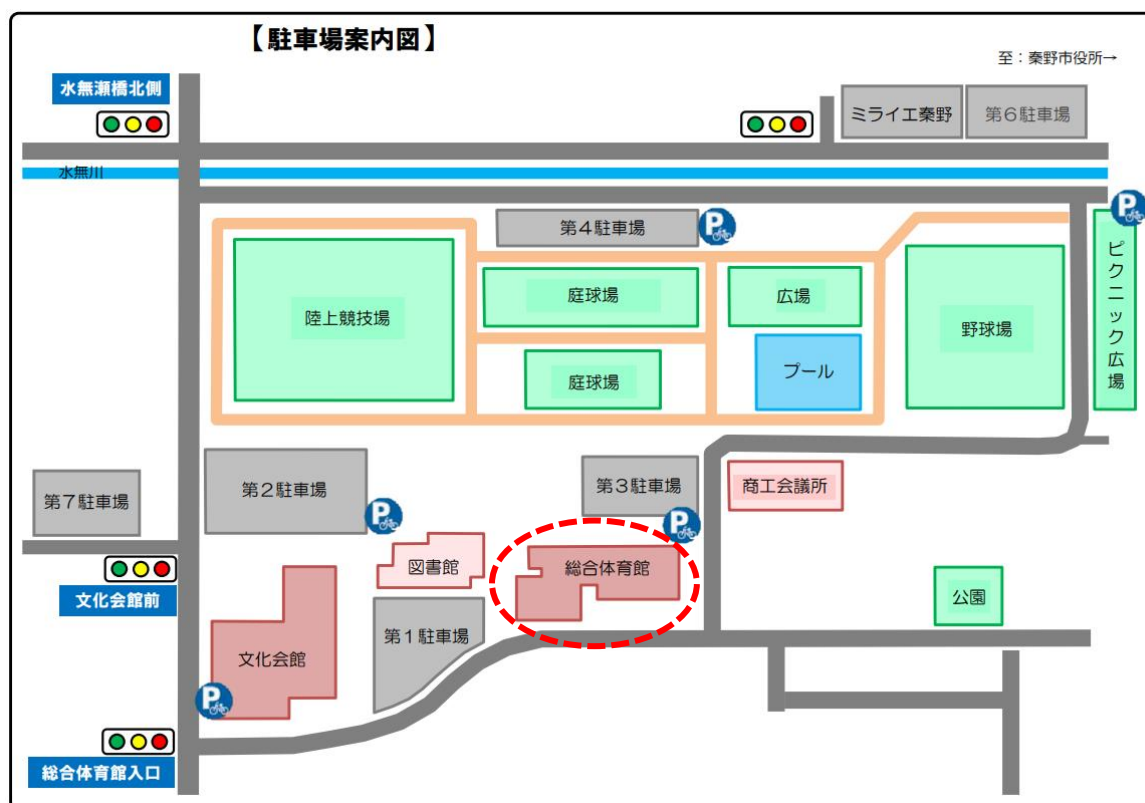 【駐車場案内図】
至：秦野市役所→
水無瀬橋北側
ミライエ秦野
第６駐車場
水無川
第４駐車場
P
P
陸上競技場
庭球場
広場
野球場
ピクニック広場
庭球場
プール
第７駐車場
第２駐車場
P
第３駐車場
P
商工会議所
文化会館前
図書館
総合体育館
公園
第１駐車場
文化会館
P
総合体育館入口